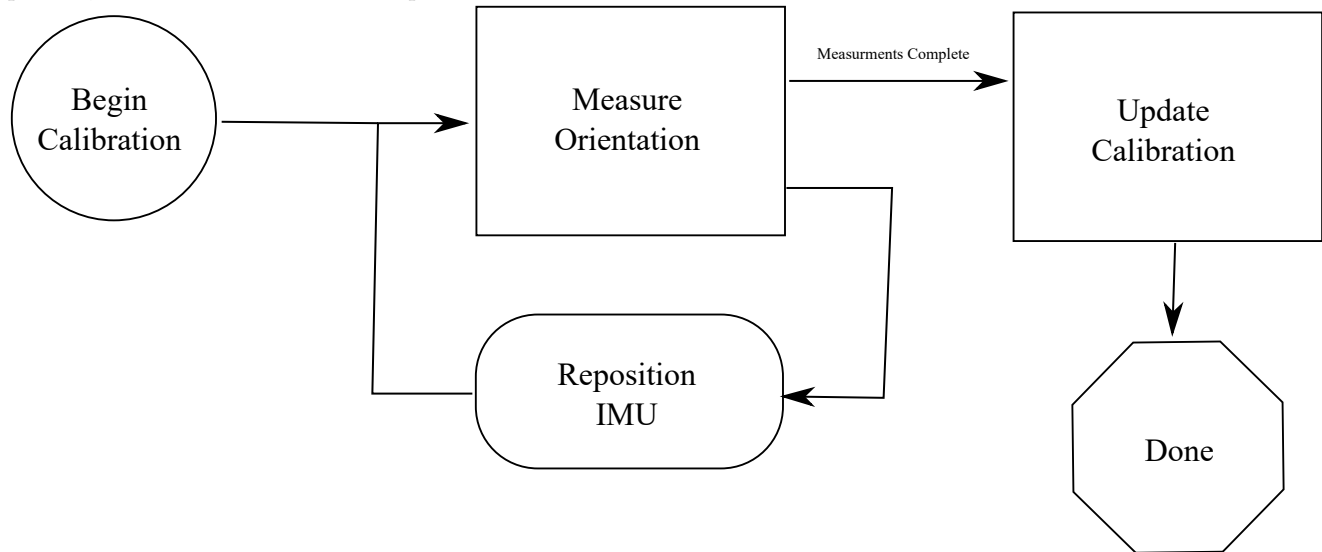 Begin
Calibration
Measure
Orientation
Measurments Complete
Update
Calibration
Reposition
IMU
Done